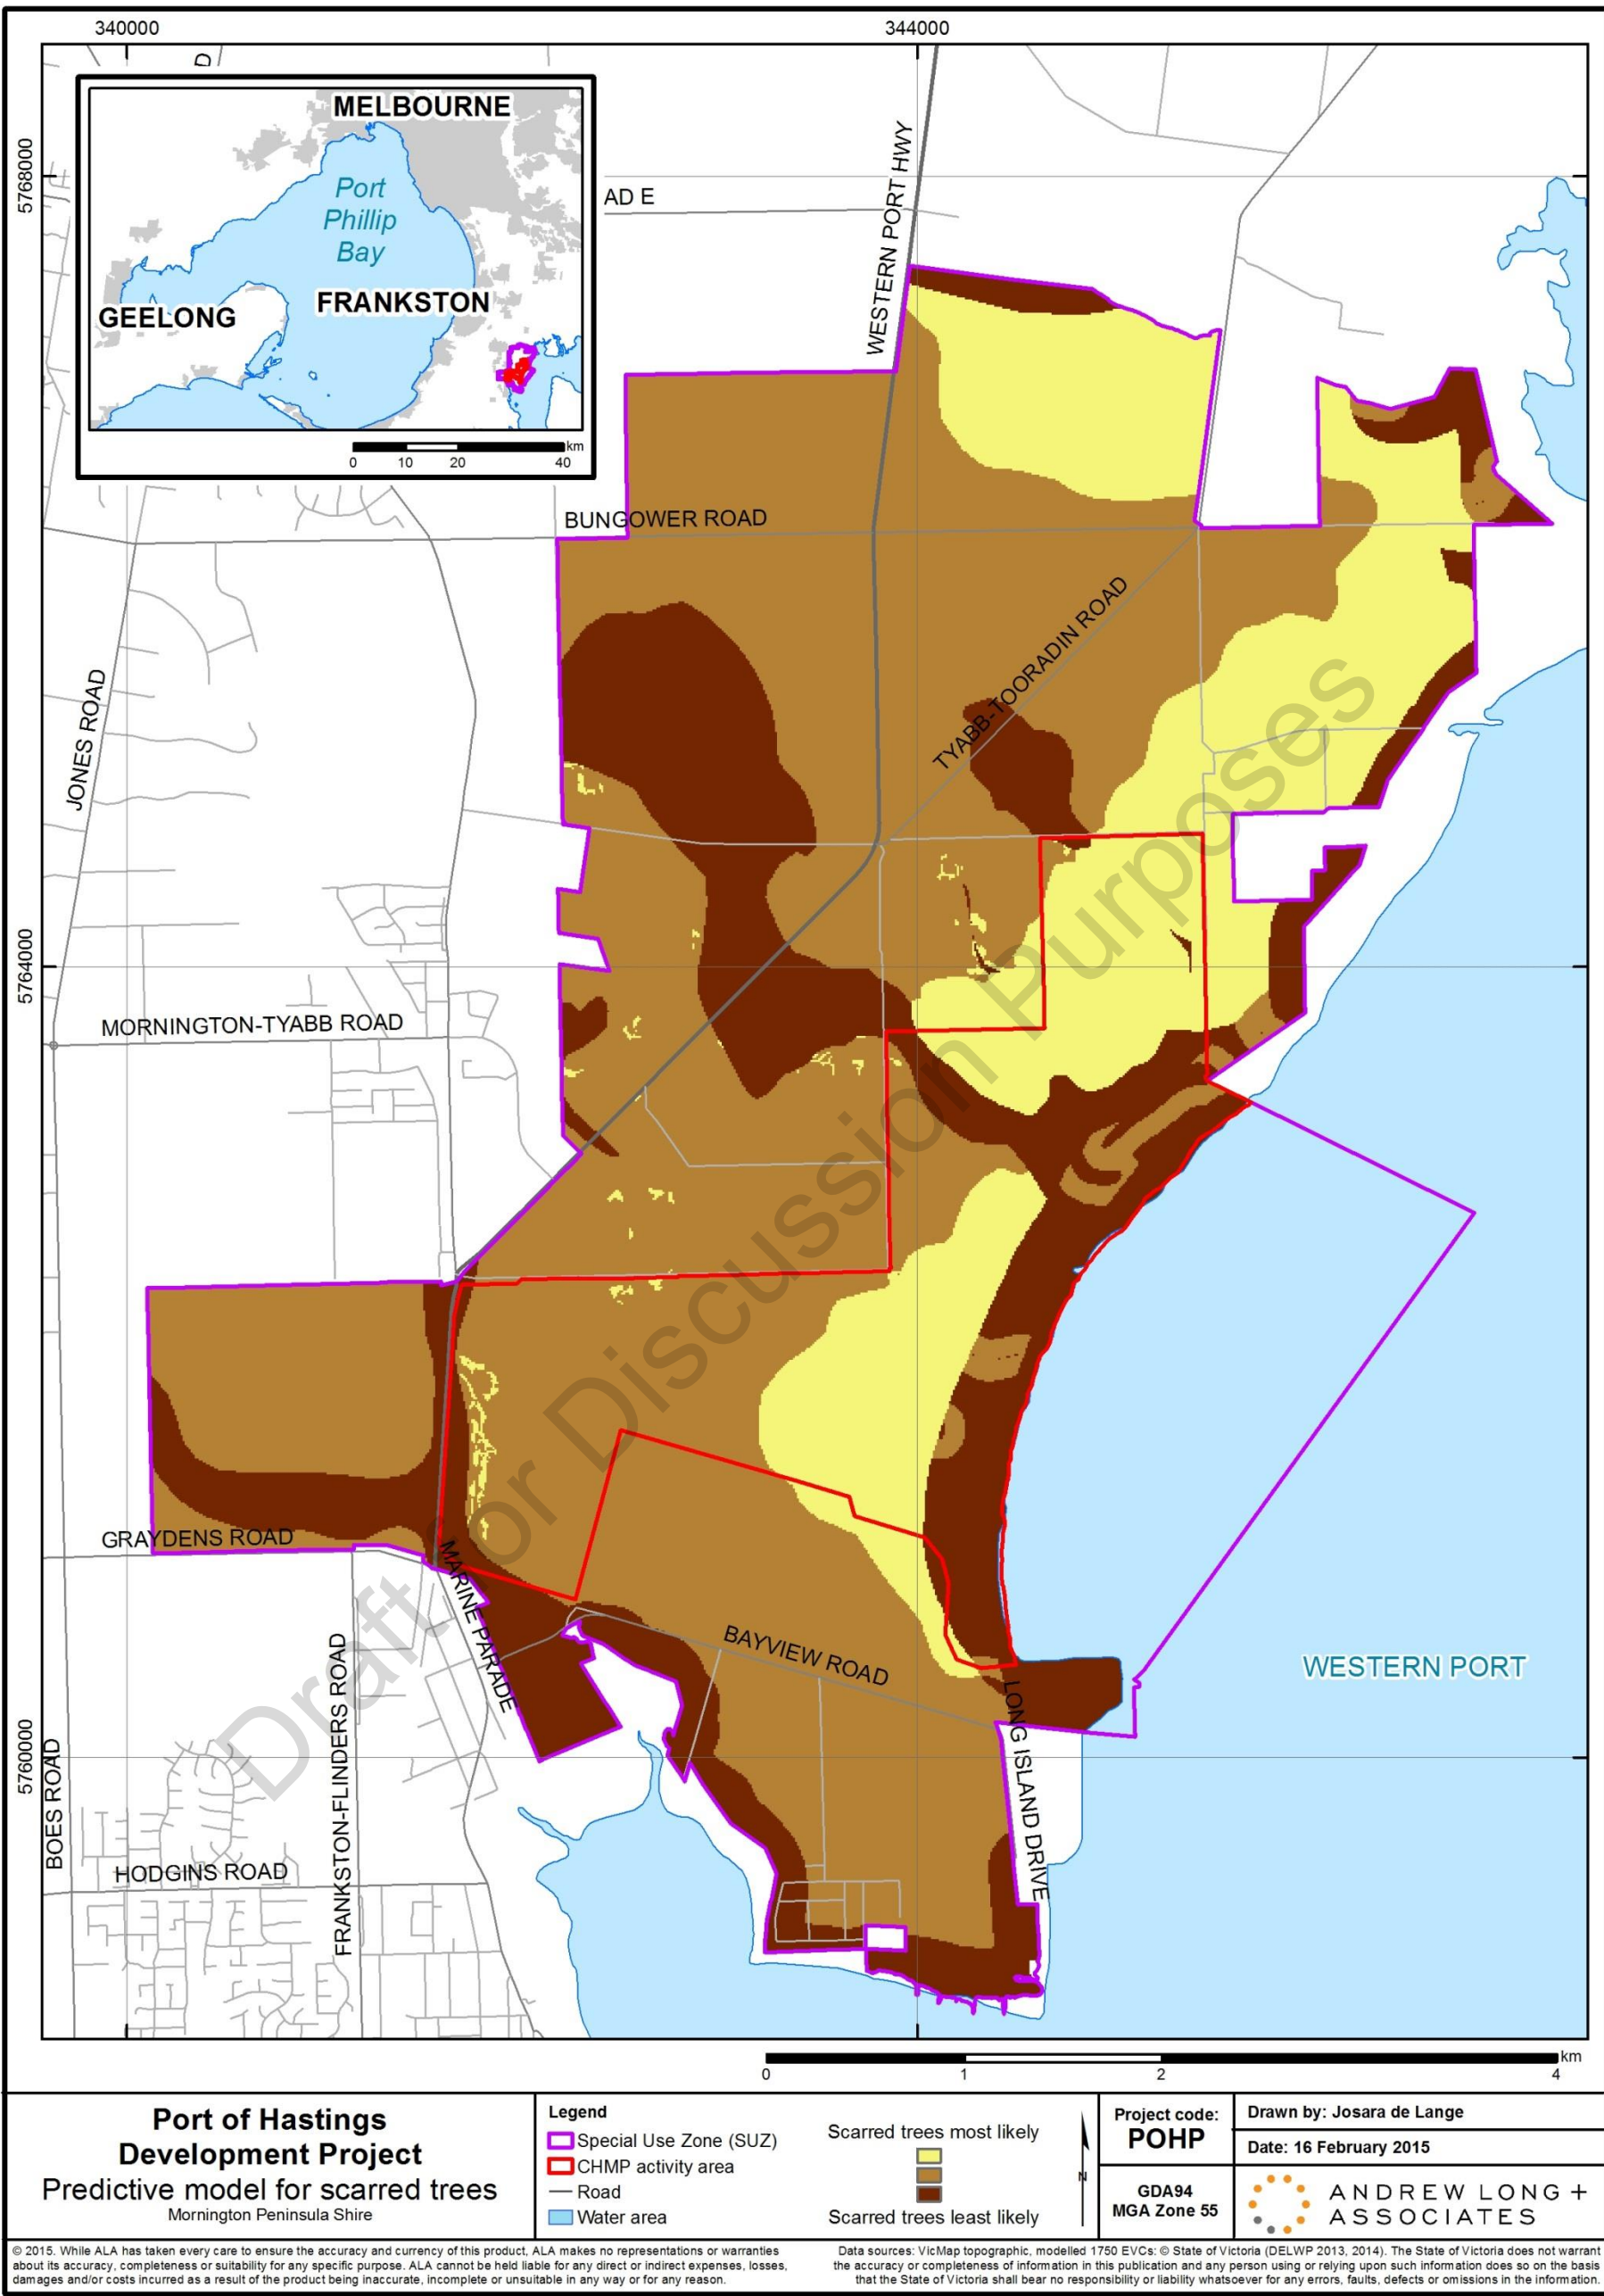 340000
344000
5768000
5764000
5760000
D
MELBOURNE
Port
Phillip
Bay
GEELONG
FRANKSTON
km
0 10 20 40
AD E
WESTERN PORT HWY
BUNGOWER ROAD
TYABB-TOORADIN ROAD
JONES ROAD
MORNINGTON-TYABB ROAD
GRAYDENS ROAD
MARINE PARADE
BAYVIEW ROAD
WESTERN PORT
LONG ISLAND DRIVE
FRANKSTON-FLINDERS ROAD
BOES ROAD
HODGINS ROAD
Draft for Discussion Purposes
km
0 1 2 4
Port of Hastings
Development Project
Predictive model for scarred trees
Mornington Peninsula Shire
Legend
Special Use Zone (SUZ)
CHMP activity area
Road
Water area
Scarred trees most likely
Scarred trees least likely
N
Project code:
POHP
GDA94
MGA Zone 55
Drawn by: Josara de Lange
Date: 16 February 2015
ANDREW LONG +
ASSOCIATES
© 2015. While ALA has taken every care to ensure the accuracy and currency of this product, ALA makes no representations or warranties
about its accuracy, completeness or suitability for any specific purpose. ALA cannot be held liable for any direct or indirect expenses, losses,
damages and/or costs incurred as a result of the product being inaccurate, incomplete or unsuitable in any way or for any reason.
Data sources: VicMap topographic, modelled 1750 EVCs: © State of Victoria (DELWP 2013, 2014). The State of Victoria does not warrant
the accuracy or completeness of information in this publication and any person using or relying upon such information does so on the basis
that the State of Victoria shall bear no responsibility or liability whatsoever for any errors, faults, defects or omissions in the information.